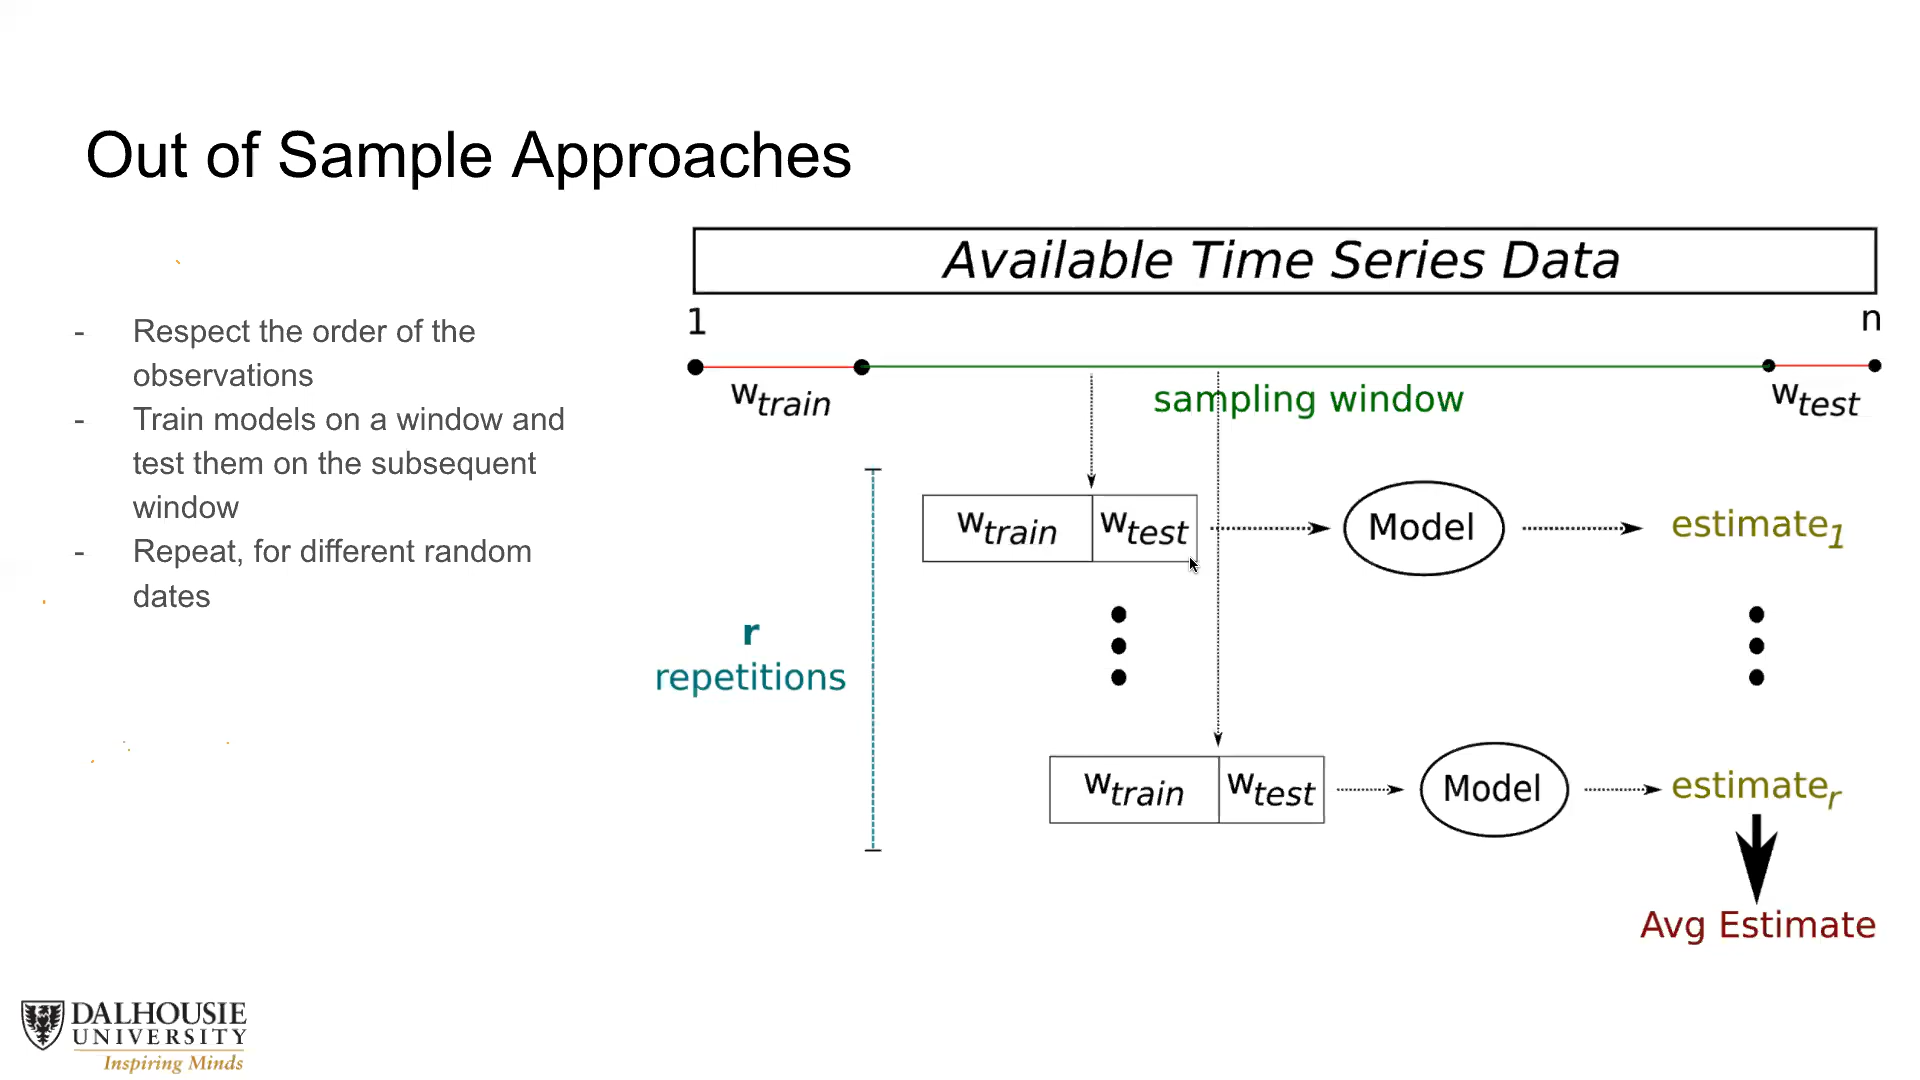 Out of Sample Approaches
- Respect the order of the
observations
- Train models on a window and
test them on the subsequent
window
- Repeat, for different random
dates
Available Time Series Data
1
n
w_train
sampling window
w_test
w_train
w_test
Model
estimate_1
r
repetitions
w_train
w_test
Model
estimate_r
Avg Estimate
DALHOUSIE
UNIVERSITY
Inspiring Minds